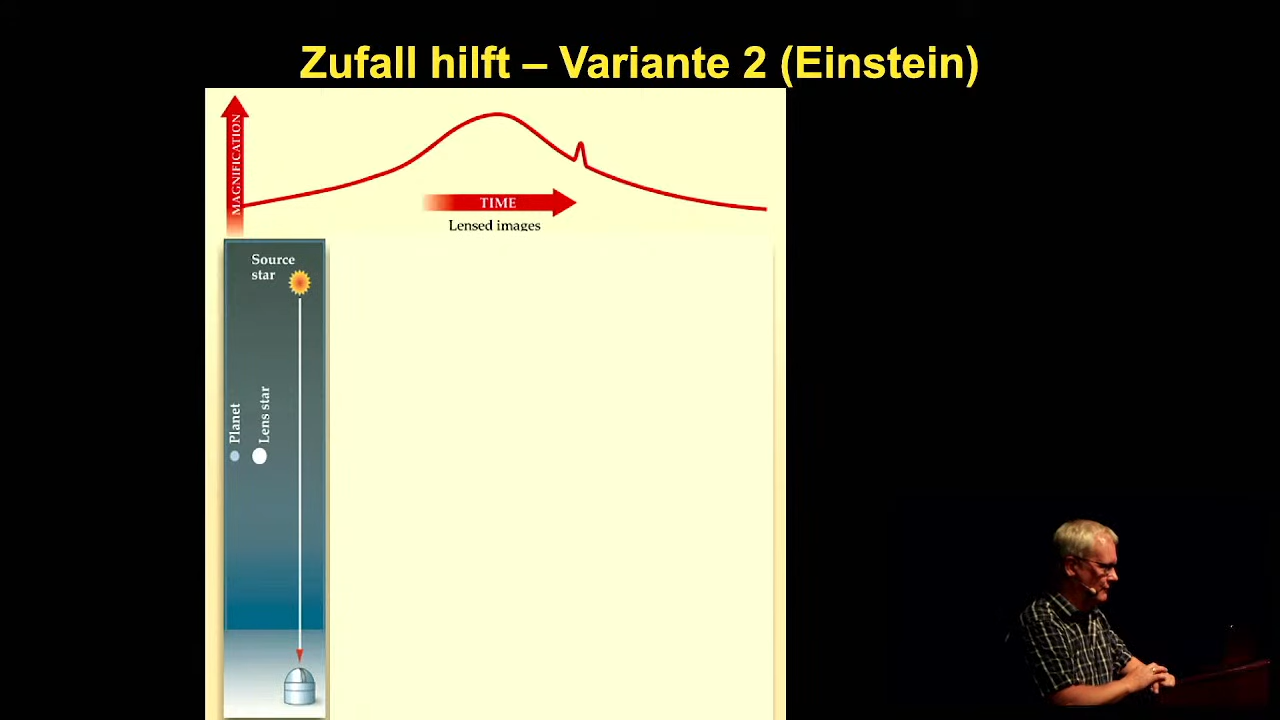 Zufall hilft – Variante 2 (Einstein)
MAGNIFICATION
TIME
Lensed images
Source
star
Planet
Lens star